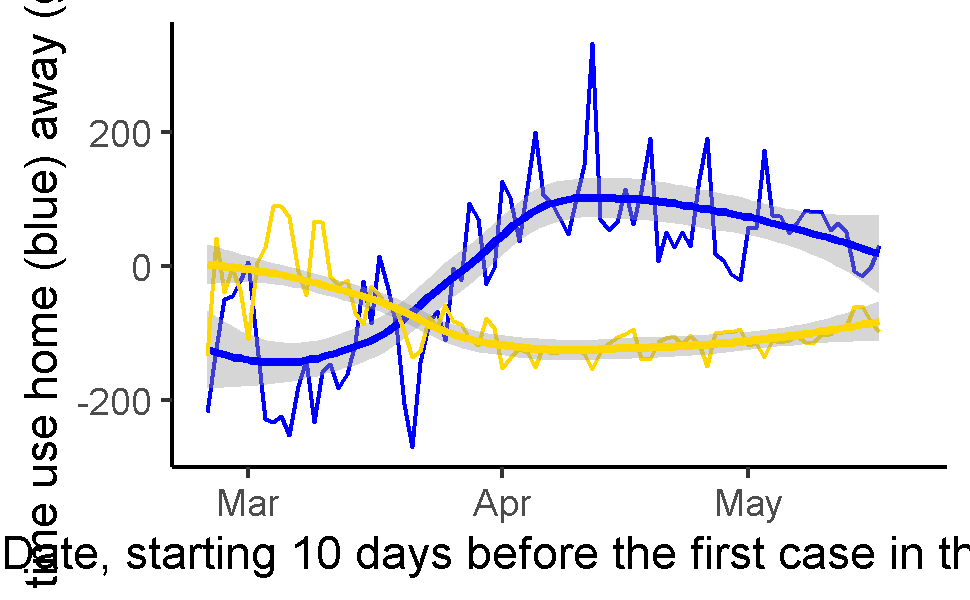 time use home (blue) away (
200
0
-200
Mar Apr May
Date, starting 10 days before the first case in th